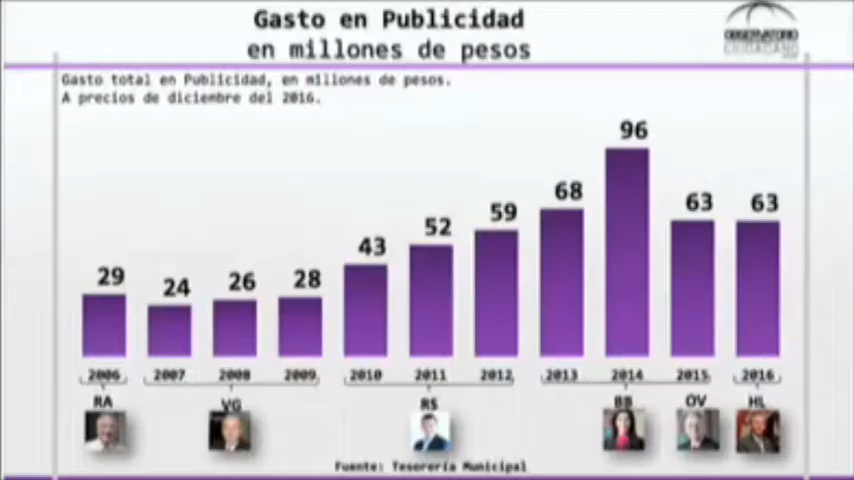 Gasto en Publicidad
en millones de pesos
OBSERVATORIO
CIUDADANO
Gasto total en Publicidad, en millones de pesos.
A precios de diciembre del 2016.
29 24 26 28 43 52 59 68 96 63 63
2006 2007 2008 2009 2010 2011 2012 2013 2014 2015 2016
RA VG RS BB OV HL
Fuente: Tesorería Municipal